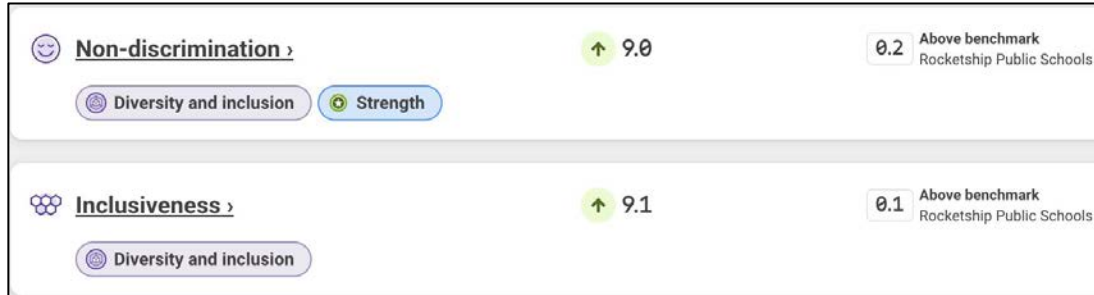 Non-discrimination ›
9.0
0.2
Above benchmark
Rocketship Public Schools
Diversity and inclusion
Strength
Inclusiveness ›
9.1
0.1
Above benchmark
Rocketship Public Schools
Diversity and inclusion